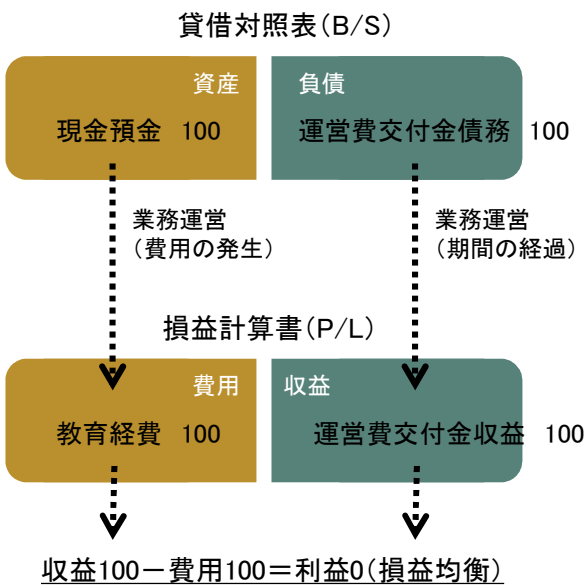 貸借対照表(B/S)
資産
負債
現金預金 100
運営費交付金債務 100
業務運営
(費用の発生)
業務運営
(期間の経過)
損益計算書(P/L)
費用
収益
教育経費 100
運営費交付金収益 100
収益100-費用100=利益0(損益均衡)